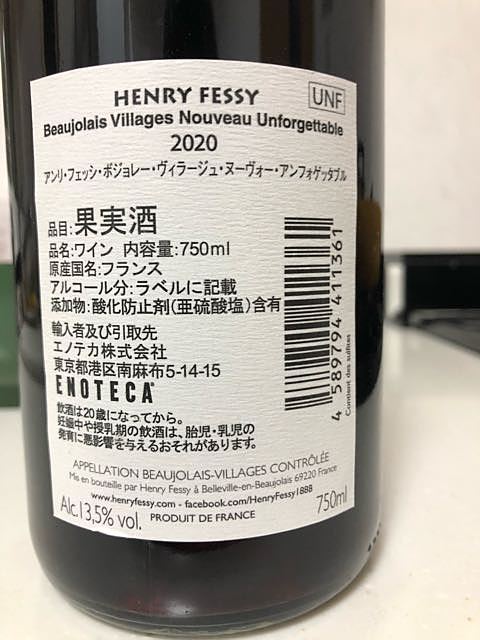 HENRY FESSY
UNF
Beaujolais Villages Nouveau Unforgettable
2020
アンリ・フェッシ・ボジョレー・ヴィラージュ・ヌーヴォー・アンフォゲッタブル
品目:果実酒
品名:ワイン 内容量:750ml
原産国名:フランス
アルコール分:ラベルに記載
添加物:酸化防止剤(亜硫酸塩)含有
輸入者及び引取先
エノテカ株式会社
東京都港区南麻布5-14-15
ENOTECA
飲酒は20歳になってから。
妊娠中や授乳期の飲酒は、胎児・乳児の
発育に悪影響を与えるおそれがあります。
4 589794 411361
Contient des sulfites
APPELLATION BEAUJOLAIS-VILLAGES CONTRÔLÉE
Mis en bouteille par Henry Fessy à Belleville-en-Beaujolais 69220 France
www.henryfessy.com - facebook.com/HenryFessy1888
Alc.13,5% vol.
PRODUIT DE FRANCE
750ml